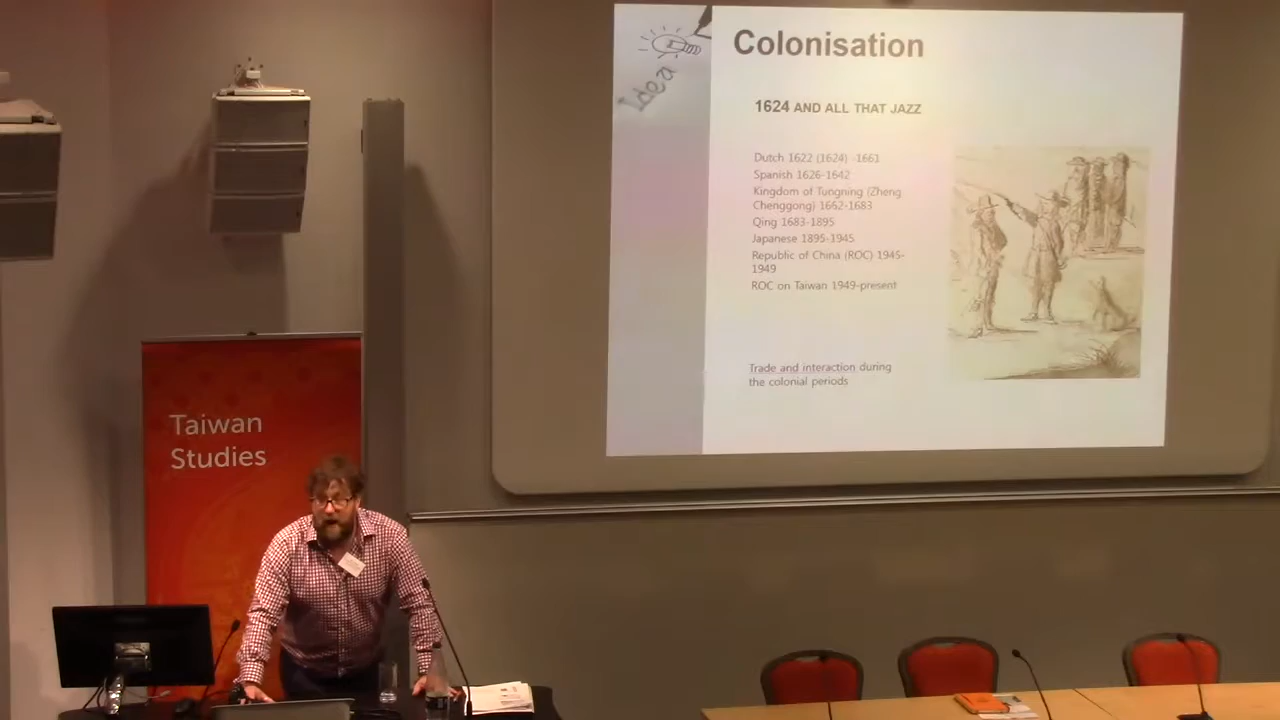 Idea
Colonisation
1624 AND ALL THAT JAZZ
Dutch 1622 (1624) -1661
Spanish 1626-1642
Kingdom of Tungning (Zheng
Chenggong) 1662-1683
Qing 1683-1895
Japanese 1895-1945
Republic of China (ROC) 1945-
1949
ROC on Taiwan 1949-present
Trade and interaction during
the colonial periods
Taiwan
Studies